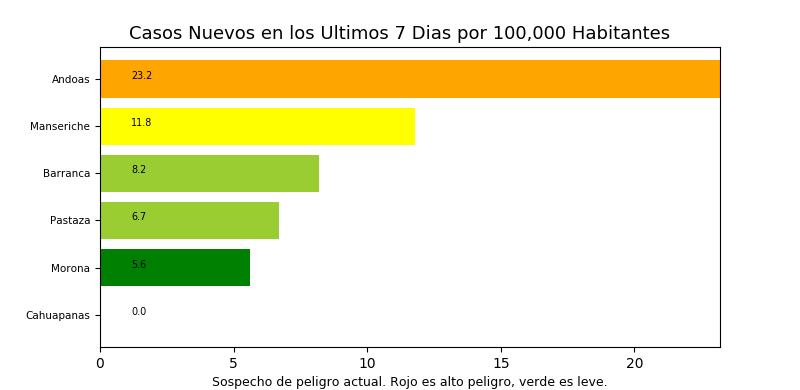 Casos Nuevos en los Ultimos 7 Dias por 100,000 Habitantes
Andoas 23.2
Manseriche 11.8
Barranca 8.2
Pastaza 6.7
Morona 5.6
Cahuapanas 0.0
0 5 10 15 20
Sospecho de peligro actual. Rojo es alto peligro, verde es leve.